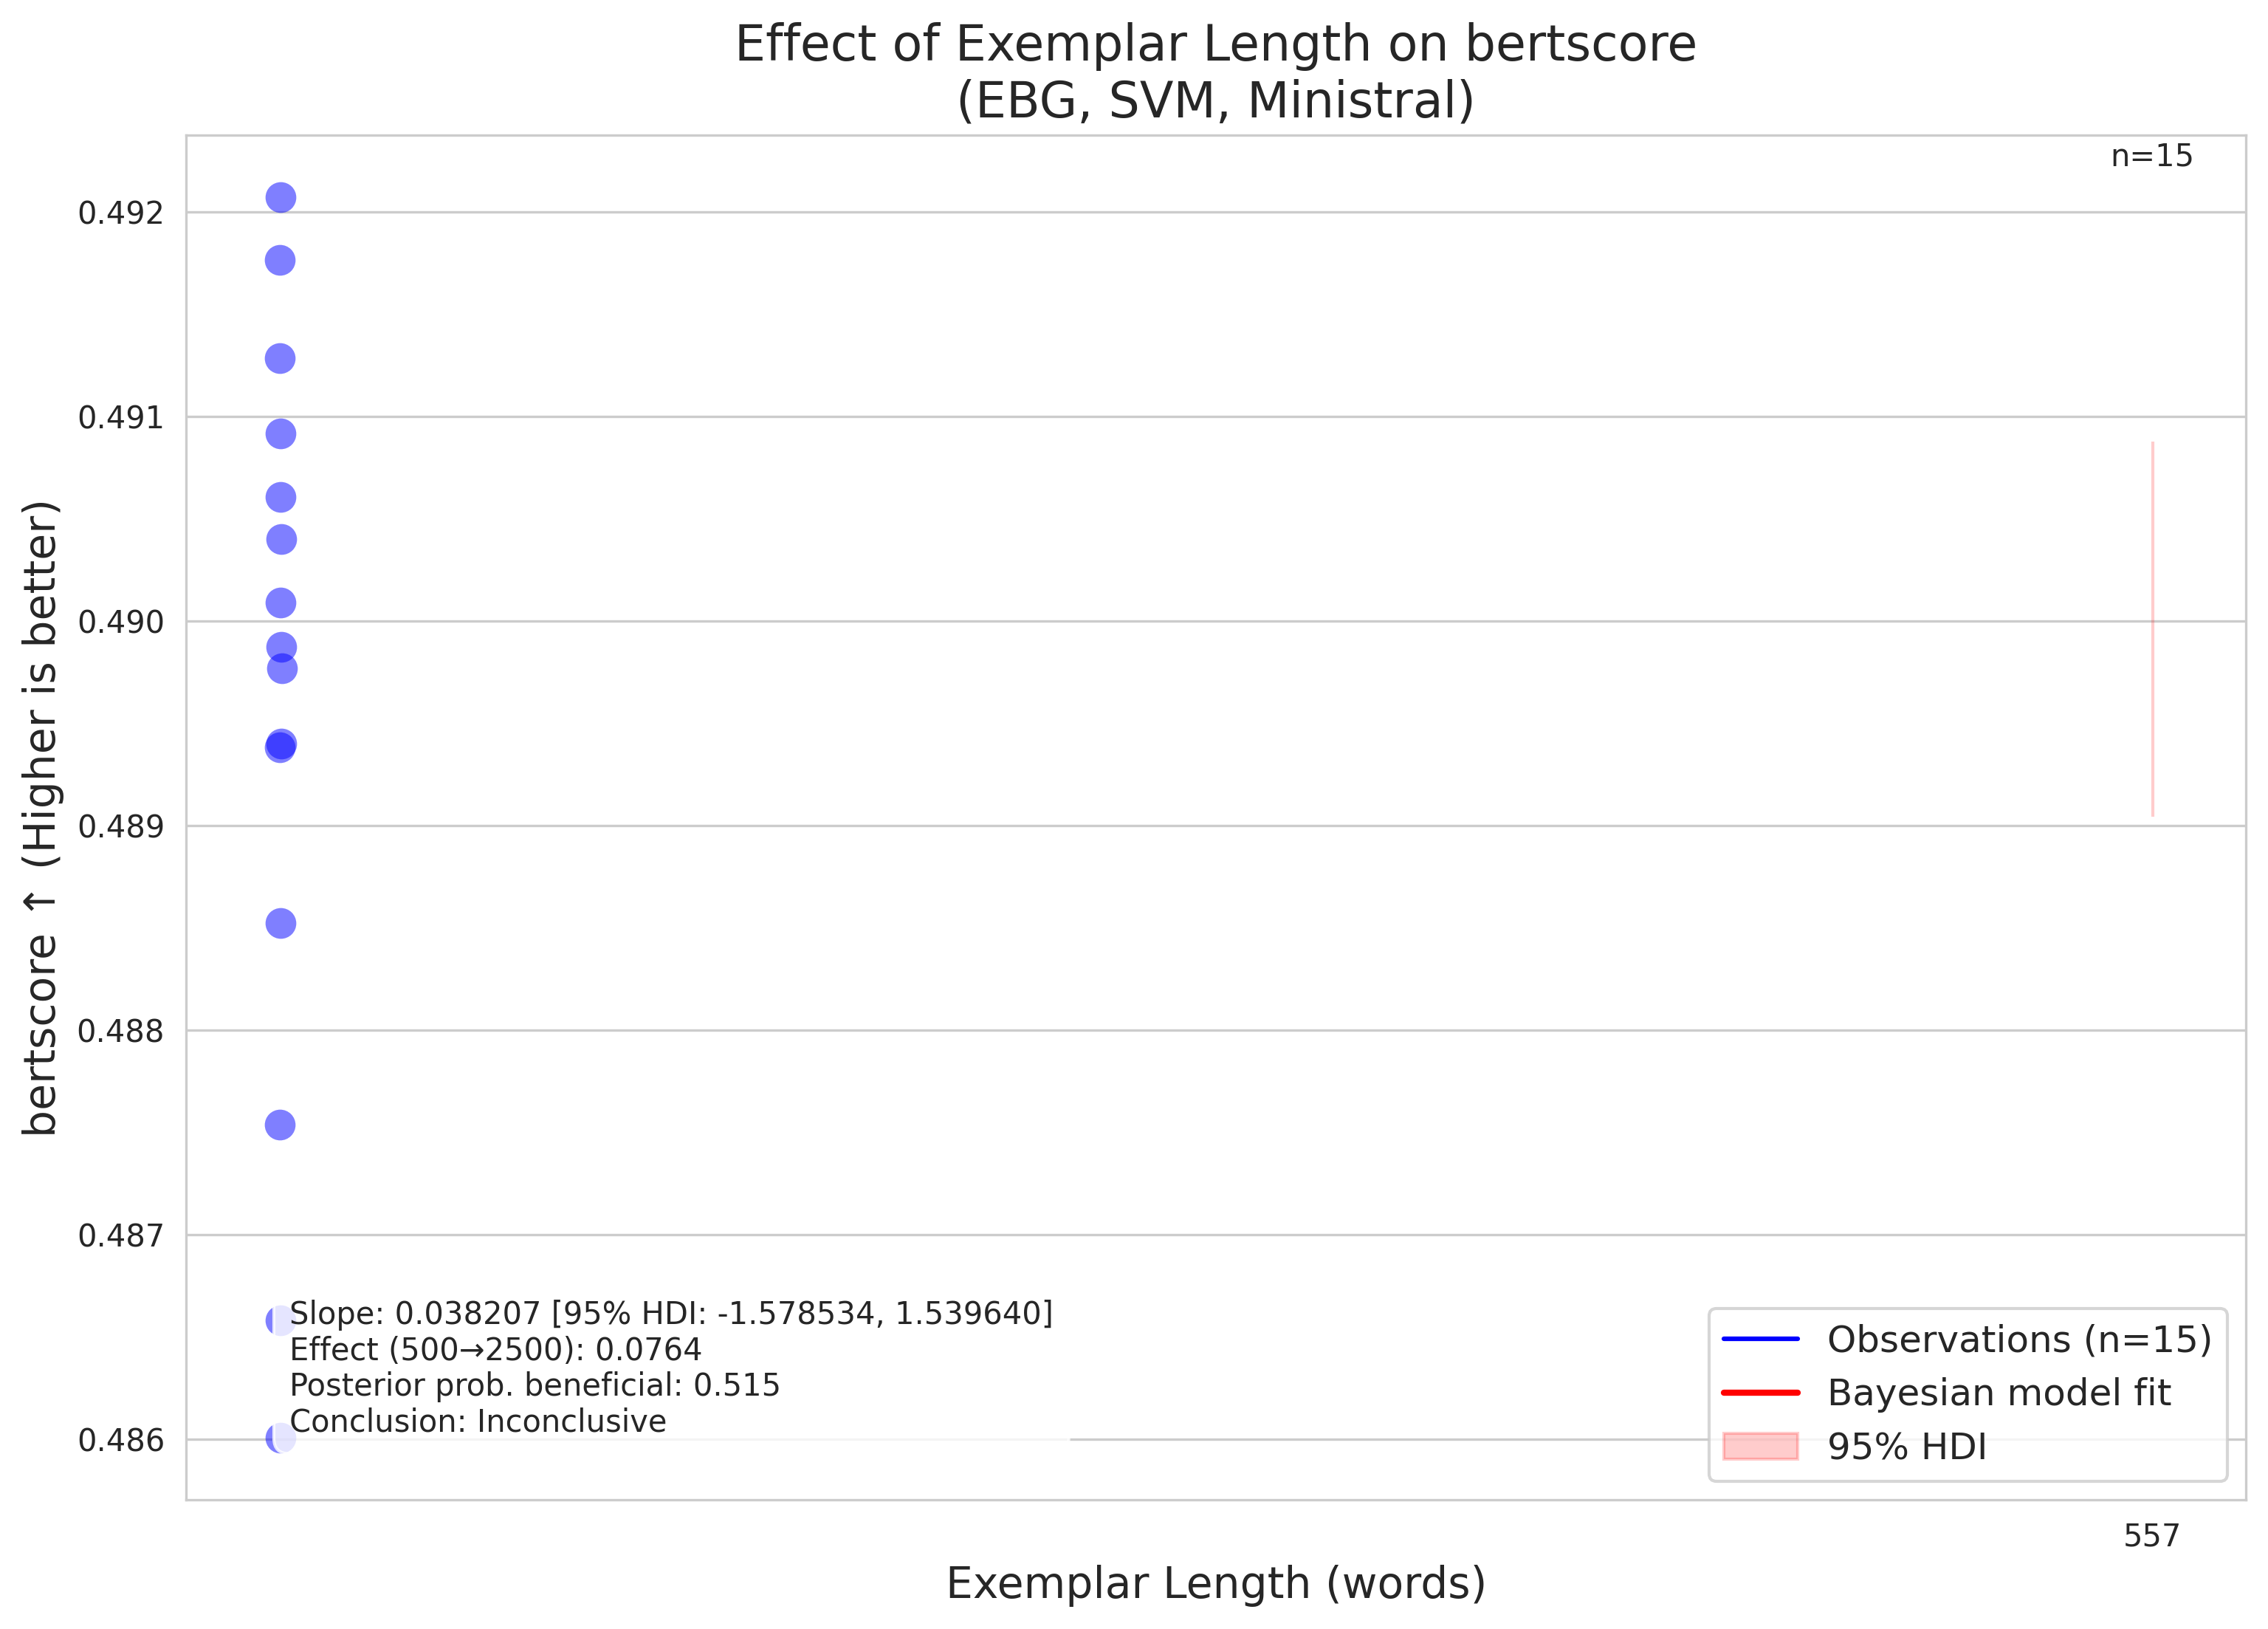 Effect of Exemplar Length on bertscore
(EBG, SVM, Ministral)
n=15
0.492
0.491
0.490
0.489
0.488
0.487
0.486
bertscore ↑ (Higher is better)
Slope: 0.038207 [95% HDI: -1.578534, 1.539640]
Effect (500→2500): 0.0764
Posterior prob. beneficial: 0.515
Conclusion: Inconclusive
Observations (n=15)
Bayesian model fit
95% HDI
557
Exemplar Length (words)